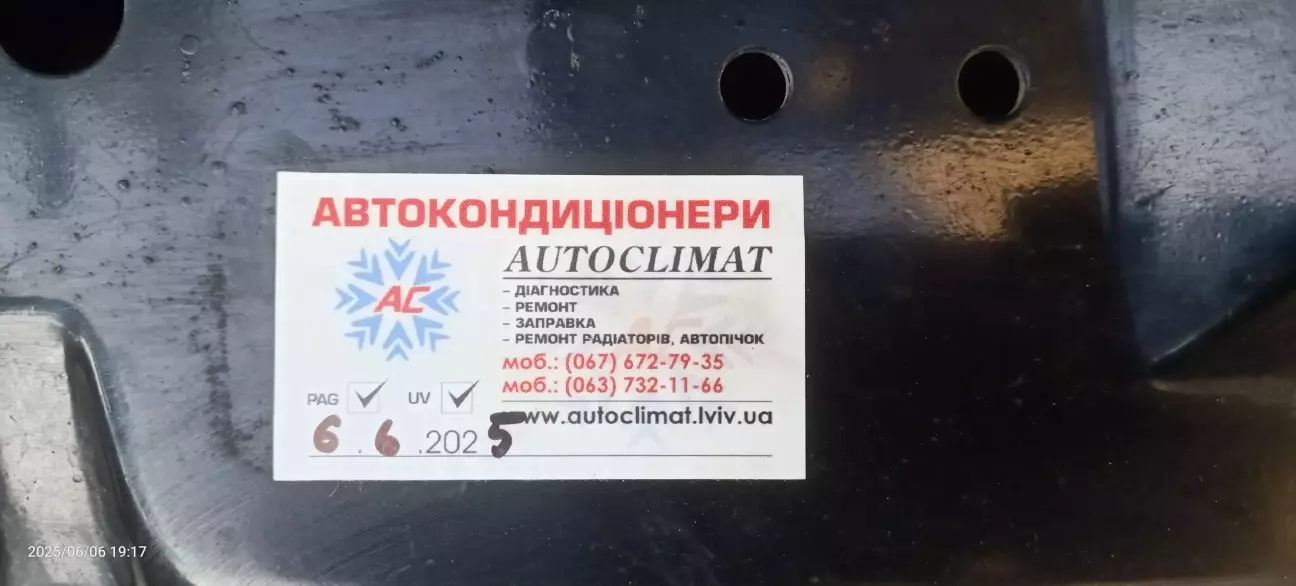 АВТОКОНДИЦІОНЕРИ
AUTOCLIMAT
AC
- ДІАГНОСТИКА
- РЕМОНТ
- ЗАПРАВКА
- РЕМОНТ РАДІАТОРІВ, АВТОПІЧОК
моб.: (067) 672-79-35
моб.: (063) 732-11-66
PAG UV
www.autoclimat.lviv.ua
6.6.2025
2025/06/06 19:17